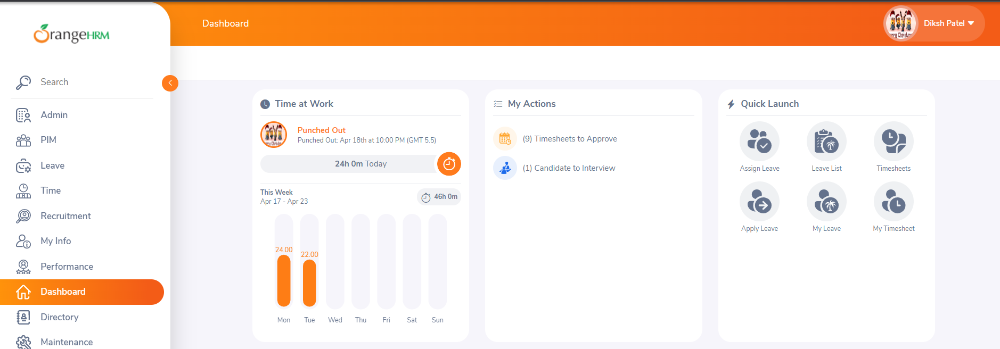 OrangeHRM
Dashboard
Diksh Patel
Search
Admin
PIM
Leave
Time
Recruitment
My Info
Performance
Dashboard
Directory
Maintenance
Time at Work
Punched Out
Punched Out: Apr 18th at 10:00 PM (GMT 5.5)
24h 0m Today
This Week
Apr 17 - Apr 23
46h 0m
24.00
22.00
Mon Tue Wed Thu Fri Sat Sun
My Actions
(9) Timesheets to Approve
(1) Candidate to Interview
Quick Launch
Assign Leave
Leave List
Timesheets
Apply Leave
My Leave
My Timesheet